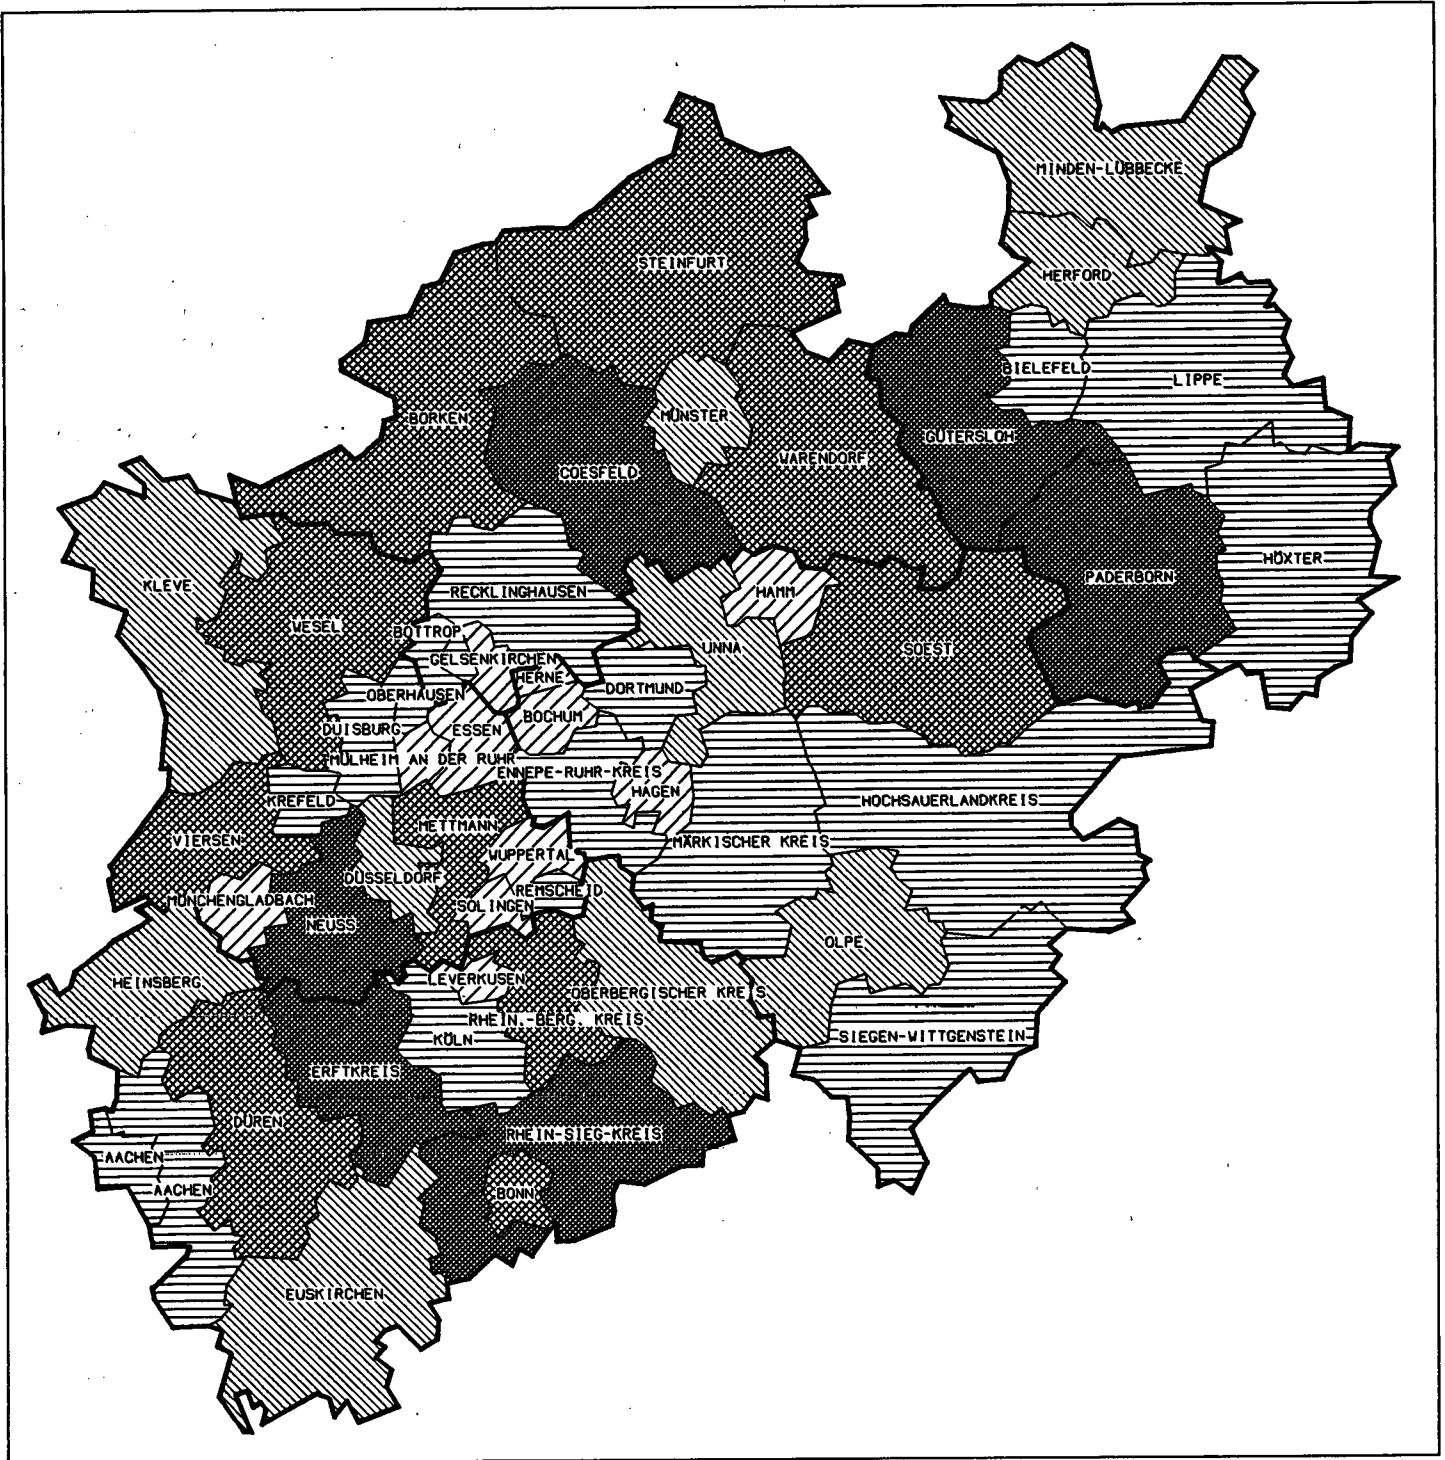 MINDEN-LÜBBECKE
STEINFURT
HERFORD
BIELEFELD
LIPPE
BORKEN
MÜNSTER
GÜTERSLOH
WARENDORF
COESFELD
HÖXTER
PADERBORN
KLEVE
RECKLINGHAUSEN
HAMM
WESEL
BOTTROP
UNNA
SOEST
GELSENKIRCHEN
HERNE
OBERHAUSEN
DORTMUND
BOCHUM
DUISBURG
ESSEN
MÜLHEIM AN DER RUHR
ENNEPE-RUHR-KREIS
HAGEN
KREFELD
HOCHSAUERLANDKREIS
METTMANN
VIERSEN
MÄRKISCHER KREIS
WUPPERTAL
DÜSSELDORF
REMSCHEID
MÖNCHENGLADBACH
SOLINGEN
NEUSS
OLPE
HEINSBERG
LEVERKUSEN
OBERBERGISCHER KREIS
RHEIN.-BERG. KREIS
KÖLN
SIEGEN-WITTGENSTEIN
ERFTKREIS
DÜREN
RHEIN-SIEG-KREIS
AACHEN
AACHEN
BONN
EUSKIRCHEN